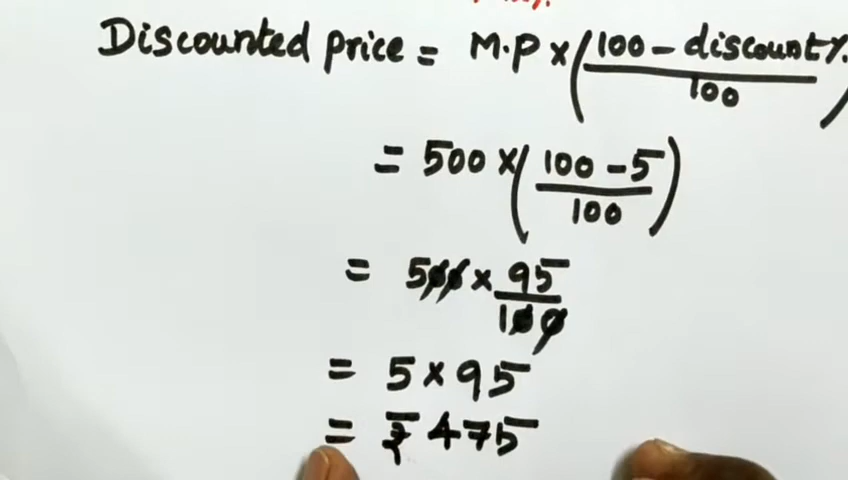 Discounted price = M.P × (100 - discount% / 100)
= 500 × (100 - 5 / 100)
= 500 × 95 / 100
= 5 × 95
= ₹ 475